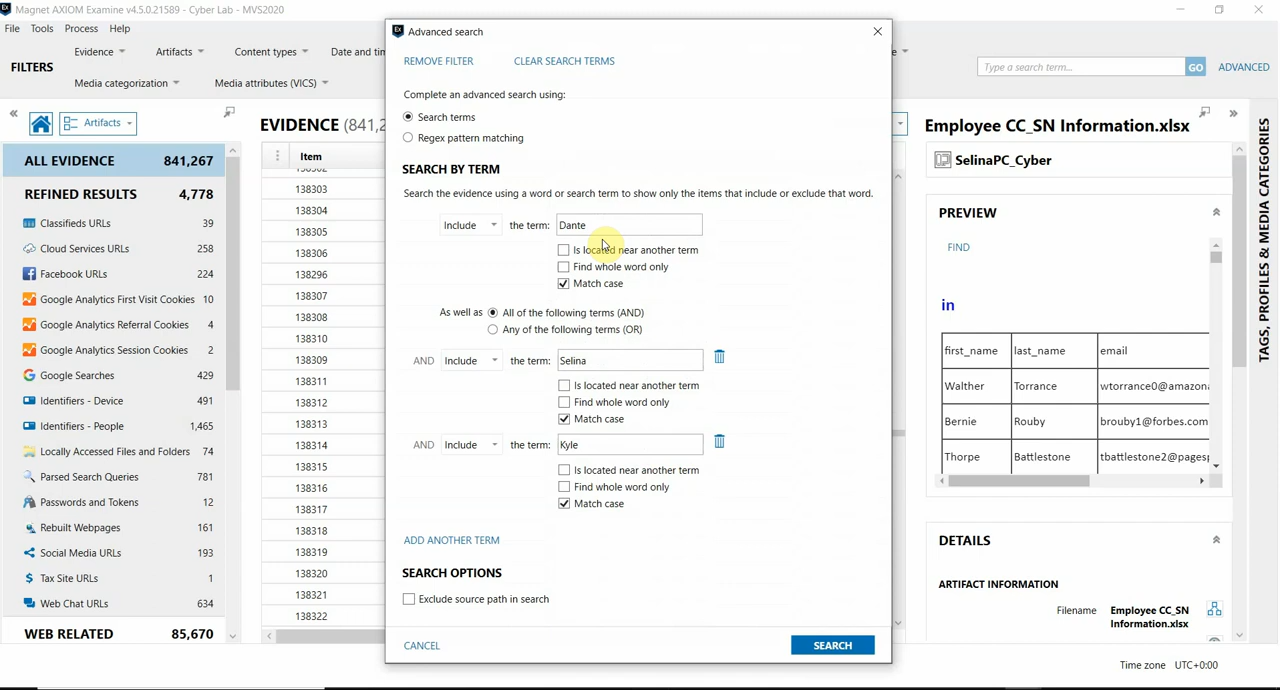 Magnet AXIOM Examine v4.5.0.21589 - Cyber Lab - MVS2020
File Tools Process Help
FILTERS
Evidence
Artifacts
Content types
Date and tim
Media categorization
Media attributes (VICS)
Type a search term...
GO
ADVANCED
Artifacts
ALL EVIDENCE 841,267
REFINED RESULTS 4,778
Classifieds URLs 39
Cloud Services URLs 258
Facebook URLs 224
Google Analytics First Visit Cookies 10
Google Analytics Referral Cookies 4
Google Analytics Session Cookies 2
Google Searches 429
Identifiers - Device 491
Identifiers - People 1,465
Locally Accessed Files and Folders 74
Parsed Search Queries 781
Passwords and Tokens 12
Rebuilt Webpages 161
Social Media URLs 193
Tax Site URLs 1
Web Chat URLs 634
WEB RELATED 85,670
EVIDENCE (841,2
Item
138303
138304
138305
138306
138296
138307
138308
138310
138309
138311
138312
138313
138314
138315
138316
138317
138318
138319
138320
138321
138322
Advanced search
REMOVE FILTER CLEAR SEARCH TERMS
Complete an advanced search using:
Search terms
Regex pattern matching
SEARCH BY TERM
Search the evidence using a word or search term to show only the items that include or exclude that word.
Include the term: Dante
Is located near another term
Find whole word only
Match case
As well as All of the following terms (AND)
Any of the following terms (OR)
AND Include the term: Selina
Is located near another term
Find whole word only
Match case
AND Include the term: Kyle
Is located near another term
Find whole word only
Match case
ADD ANOTHER TERM
SEARCH OPTIONS
Exclude source path in search
CANCEL SEARCH
Employee CC_SN Information.xlsx
SelinaPC_Cyber
PREVIEW
FIND
in
first_name last_name email
Walther Torrance wtorrance0@amazon
Bernie Rouby brouby1@forbes.com
Thorpe Battlestone tbattlestone2@pagesp
DETAILS
ARTIFACT INFORMATION
Filename Employee CC_SN
Information.xlsx
TAGS, PROFILES & MEDIA CATEGORIES
Time zone UTC+0:00